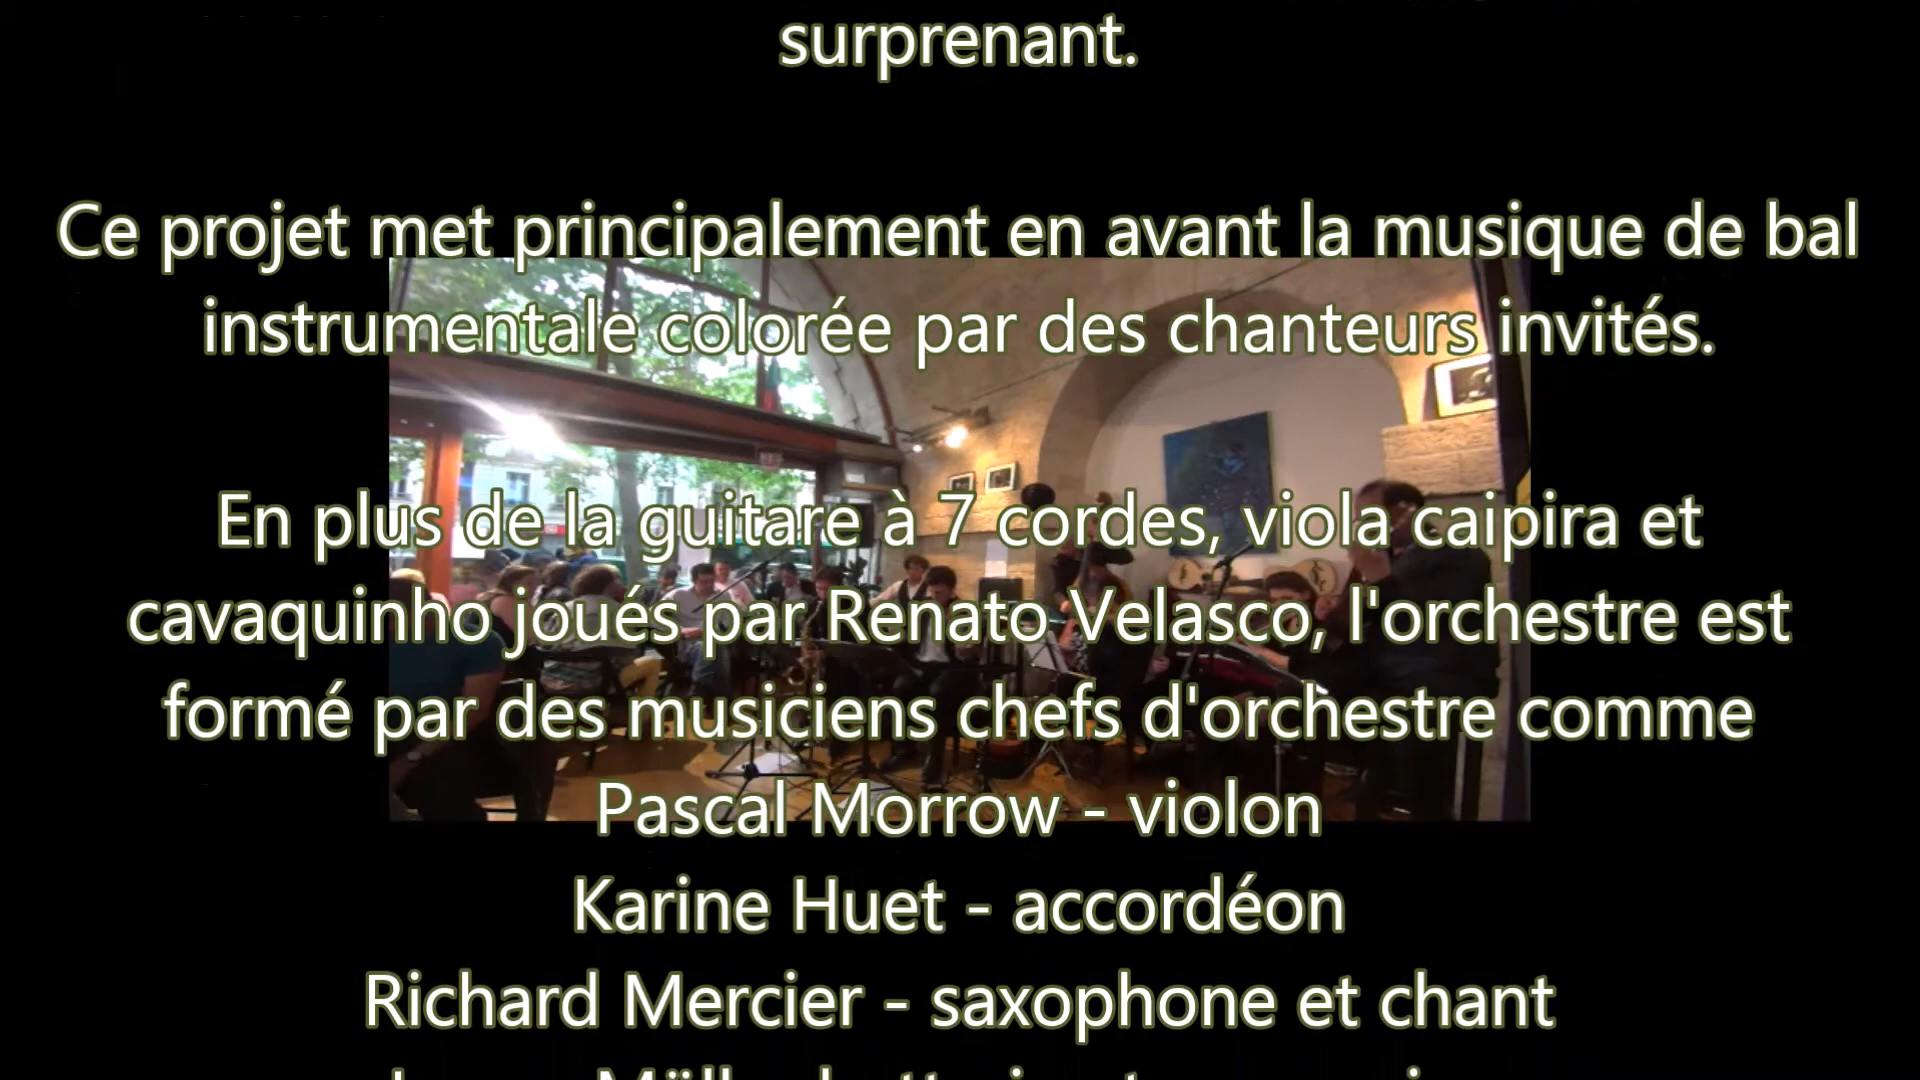 surprenant.
Ce projet met principalement en avant la musique de bal
instrumentale colorée par des chanteurs invités.
En plus de la guitare à 7 cordes, viola caipira et
cavaquinho joués par Renato Velasco, l'orchestre est
formé par des musiciens chefs d'orchestre comme
Pascal Morrow - violon
Karine Huet - accordéon
Richard Mercier - saxophone et chant